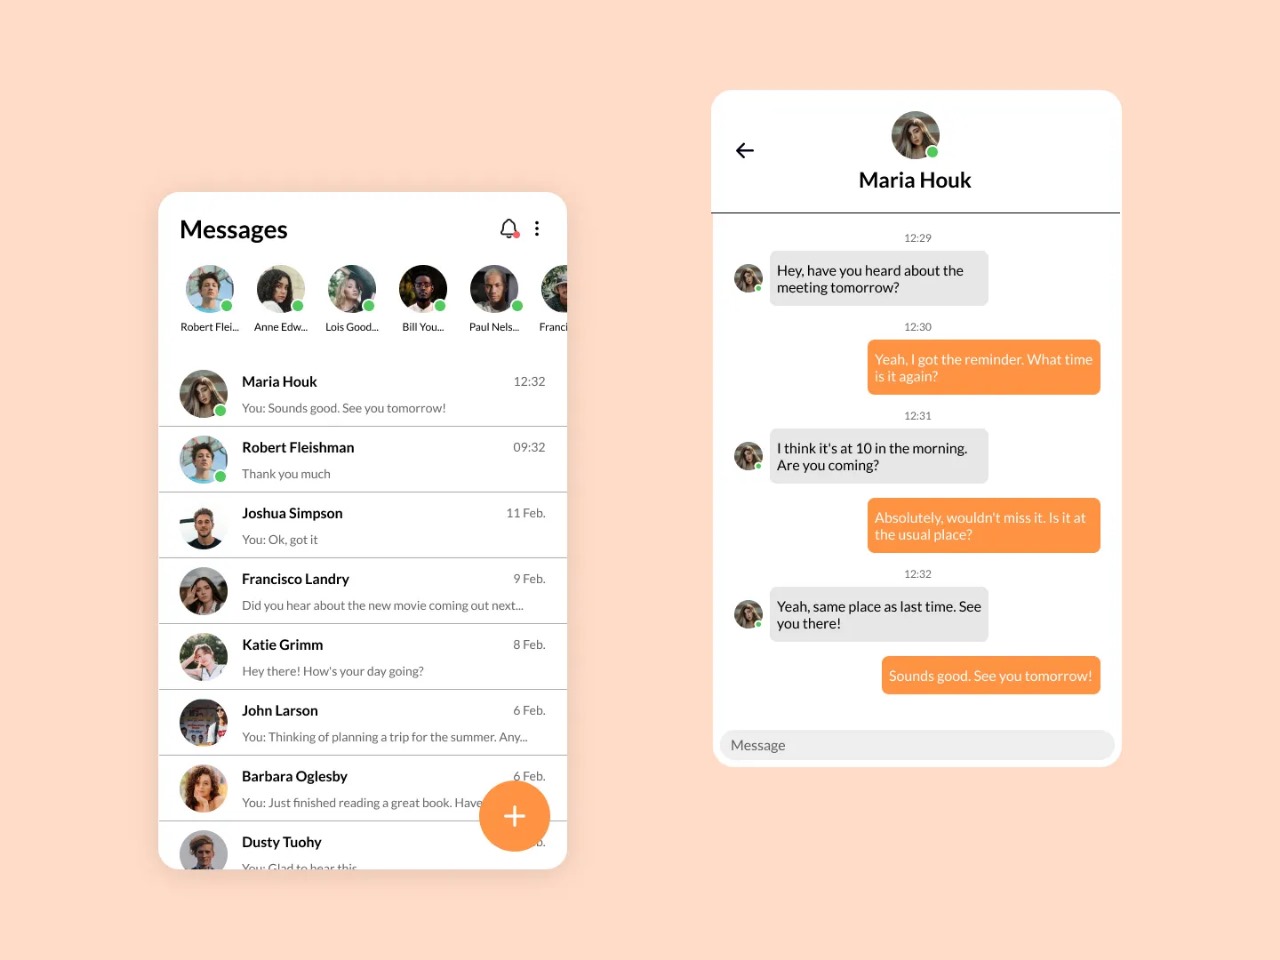 Messages
Robert Flei...
Anne Edw...
Lois Good...
Bill You...
Paul Nels...
Franci
Maria Houk
12:32
You: Sounds good. See you tomorrow!
Robert Fleishman
09:32
Thank you much
Joshua Simpson
11 Feb.
You: Ok, got it
Francisco Landry
9 Feb.
Did you hear about the new movie coming out next...
Katie Grimm
8 Feb.
Hey there! How's your day going?
John Larson
6 Feb.
You: Thinking of planning a trip for the summer. Any...
Barbara Oglesby
6 Feb.
You: Just finished reading a great book. Have
Dusty Tuohy
b.
You: Glad to hear this
Maria Houk
12:29
Hey, have you heard about the
meeting tomorrow?
12:30
Yeah, I got the reminder. What time
is it again?
12:31
I think it's at 10 in the morning.
Are you coming?
Absolutely, wouldn't miss it. Is it at
the usual place?
12:32
Yeah, same place as last time. See
you there!
Sounds good. See you tomorrow!
Message